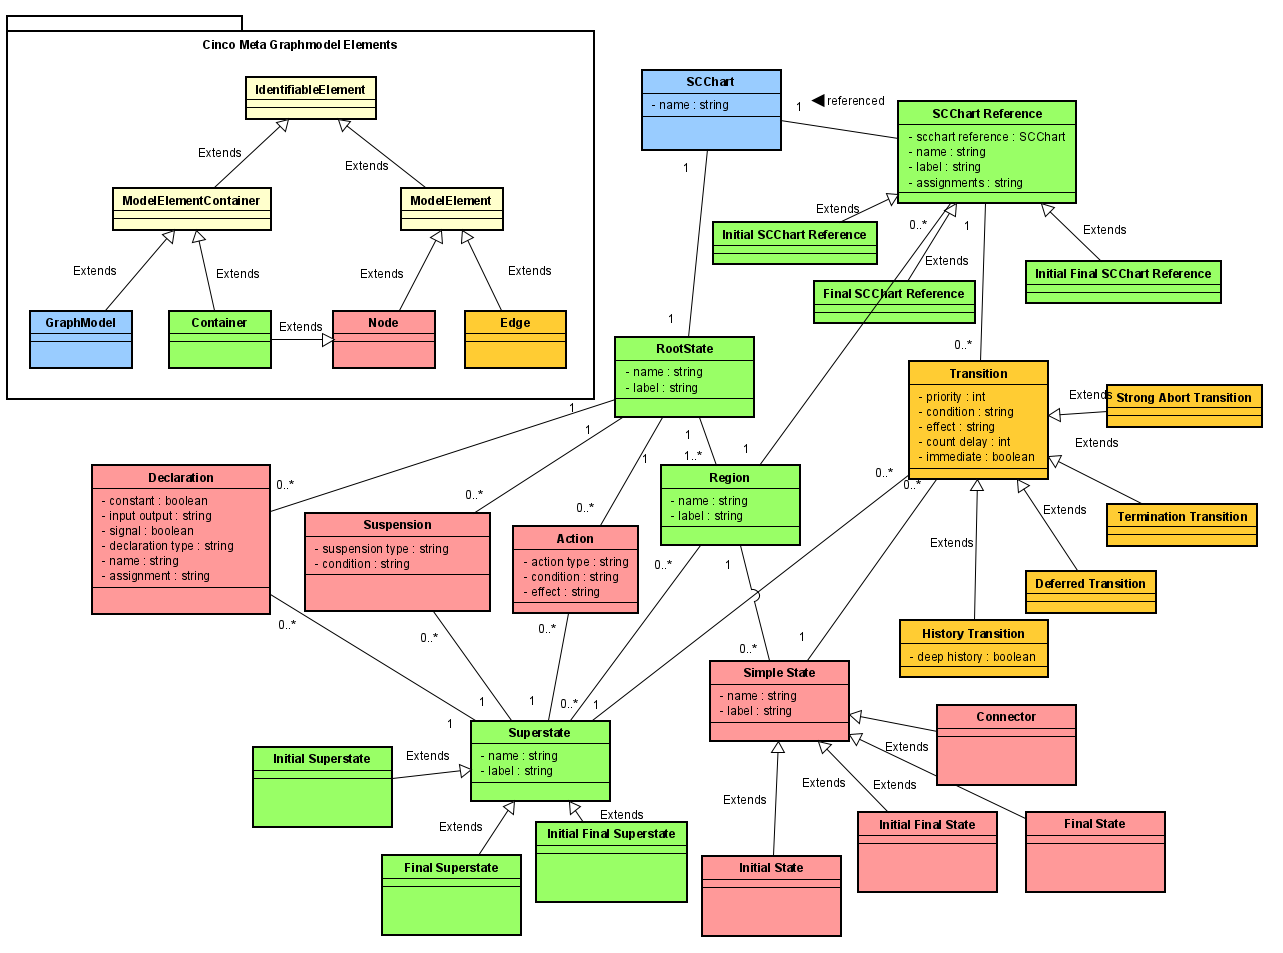 Cinco Meta Graphmodel Elements
IdentifiableElement
Extends
Extends
ModelElementContainer
ModelElement
Extends
Extends
Extends
Extends
GraphModel
Container
Extends
Node
Edge
SCChart
- name : string
1
referenced
SCChart Reference
- scchart reference : SCChart
- name : string
- label : string
- assignments : string
1
Extends
0..*
1
Extends
Initial SCChart Reference
Extends
Initial Final SCChart Reference
Final SCChart Reference
1
0..*
RootState
- name : string
- label : string
Transition
- priority : int
- condition : string
- effect : string
- count delay : int
- immediate : boolean
Extends
Strong Abort Transition
1
1
1
1
1..*
1
Extends
0..*
0..*
Declaration
- constant : boolean
- input output : string
- signal : boolean
- declaration type : string
- name : string
- assignment : string
0..*
0..*
0..*
Region
- name : string
- label : string
Suspension
- suspension type : string
- condition : string
Action
- action type : string
- condition : string
- effect : string
Extends
Termination Transition
Extends
Deferred Transition
0..*
1
History Transition
- deep history : boolean
0..*
0..*
0..*
1
0..*
Simple State
- name : string
- label : string
1
1
1
0..*
1
Superstate
- name : string
- label : string
Connector
Extends
Initial Superstate
Extends
Extends
Extends
Extends
Extends
Extends
Final Superstate
Initial Final Superstate
Initial State
Initial Final State
Final State